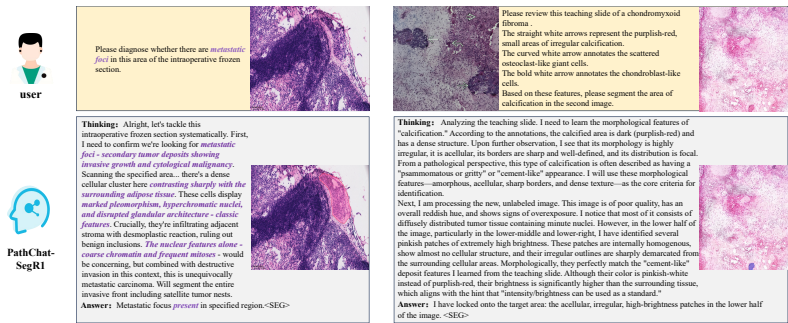 Please diagnose whether there are metastatic
foci in this area of the intraoperative frozen
section.
user
Thinking: Alright, let's tackle this
intraoperative frozen section systematically. First,
I need to confirm we're looking for metastatic
foci - secondary tumor deposits showing
invasive growth and cytological malignancy.
Scanning the specified area... there's a dense
cellular cluster here contrasting sharply with the
surrounding adipose tissue. These cells display
marked pleomorphism, hyperchromatic nuclei,
and disrupted glandular architecture - classic
features. Crucially, they're infiltrating adjacent
stroma with desmoplastic reaction, ruling out
benign inclusions. The nuclear features alone -
coarse chromatin and frequent mitoses - would
be concerning, but combined with destructive
invasion in this context, this is unequivocally
metastatic carcinoma. Will segment the entire
invasive front including satellite tumor nests.
Answer: Metastatic focus present in specified region.<SEG>
PathChat-
SegR1
Please review this teaching slide of a chondromyxoid
fibroma .
The straight white arrows represent the purplish-red,
small areas of irregular calcification.
The curved white arrow annotates the scattered
osteoclast-like giant cells.
The bold white arrow annotates the chondroblast-like
cells.
Based on these features, please segment the area of
calcification in the second image.
Thinking: Analyzing the teaching slide. I need to learn the morphological features of
"calcification." According to the annotations, the calcified area is dark (purplish-red) and
has a dense structure. Upon further observation, I see that its morphology is highly
irregular, it is acellular, its borders are sharp and well-defined, and its distribution is focal.
From a pathological perspective, this type of calcification is often described as having a
"psammomatous or gritty" or "cement-like" appearance. I will use these morphological
features—amorphous, acellular, sharp borders, and dense texture—as the core criteria for
identification.
Next, I am processing the new, unlabeled image. This image is of poor quality, has an
overall reddish hue, and shows signs of overexposure. I notice that most of it consists of
diffusely distributed tumor tissue containing minute nuclei. However, in the lower half of
the image, particularly in the lower-middle and lower-right, I have identified several
pinkish patches of extremely high brightness. These patches are internally homogenous,
show almost no cellular structure, and their irregular outlines are sharply demarcated from
the surrounding cellular areas. Morphologically, they perfectly match the "cement-like"
deposit features I learned from the teaching slide. Although their color is pinkish-white
instead of purplish-red, their brightness is significantly higher than the surrounding tissue,
which aligns with the hint that "intensity/brightness can be used as a standard."
Answer: I have locked onto the target area: the acellular, irregular, high-brightness patches in the lower half
of the image. <SEG>